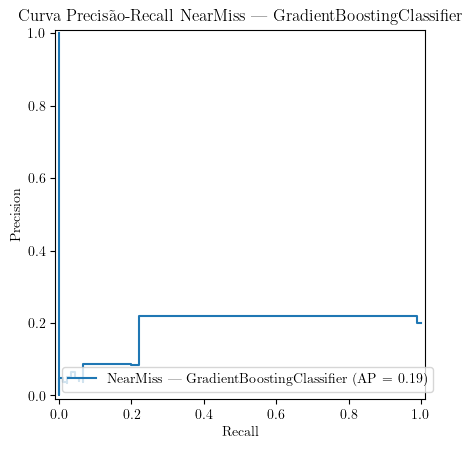 Curva Precisão-Recall NearMiss — GradientBoostingClassifier
1.0
0.8
0.6
0.4
0.2
0.0
Precision
NearMiss — GradientBoostingClassifier (AP = 0.19)
0.0 0.2 0.4 0.6 0.8 1.0
Recall